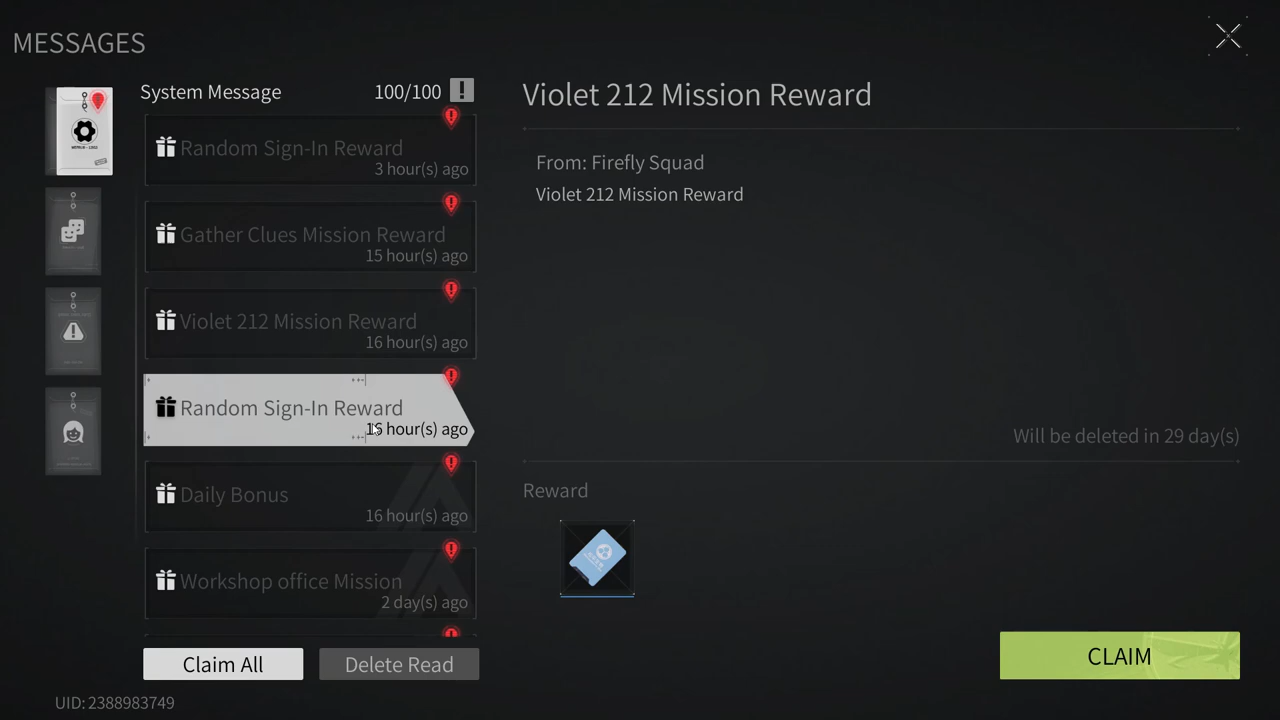 MESSAGES
System Message
100/100
Random Sign-In Reward
3 hour(s) ago
Gather Clues Mission Reward
15 hour(s) ago
Violet 212 Mission Reward
16 hour(s) ago
Random Sign-In Reward
16 hour(s) ago
Daily Bonus
16 hour(s) ago
Workshop office Mission
2 day(s) ago
Claim All
Delete Read
UID: 2388983749
Violet 212 Mission Reward
From: Firefly Squad
Violet 212 Mission Reward
Will be deleted in 29 day(s)
Reward
CLAIM